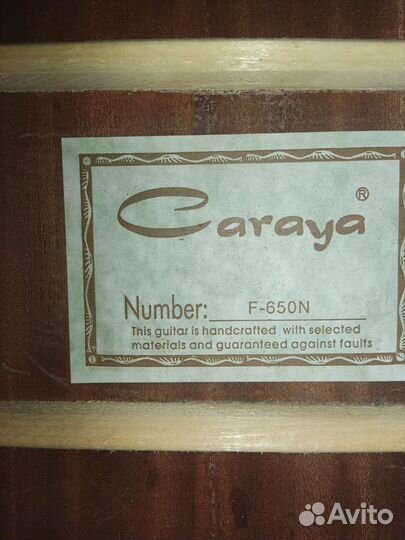 Caraya ®
Number: F-650N
This guitar is handcrafted with selected
materials and guaranteed against faults
Avito